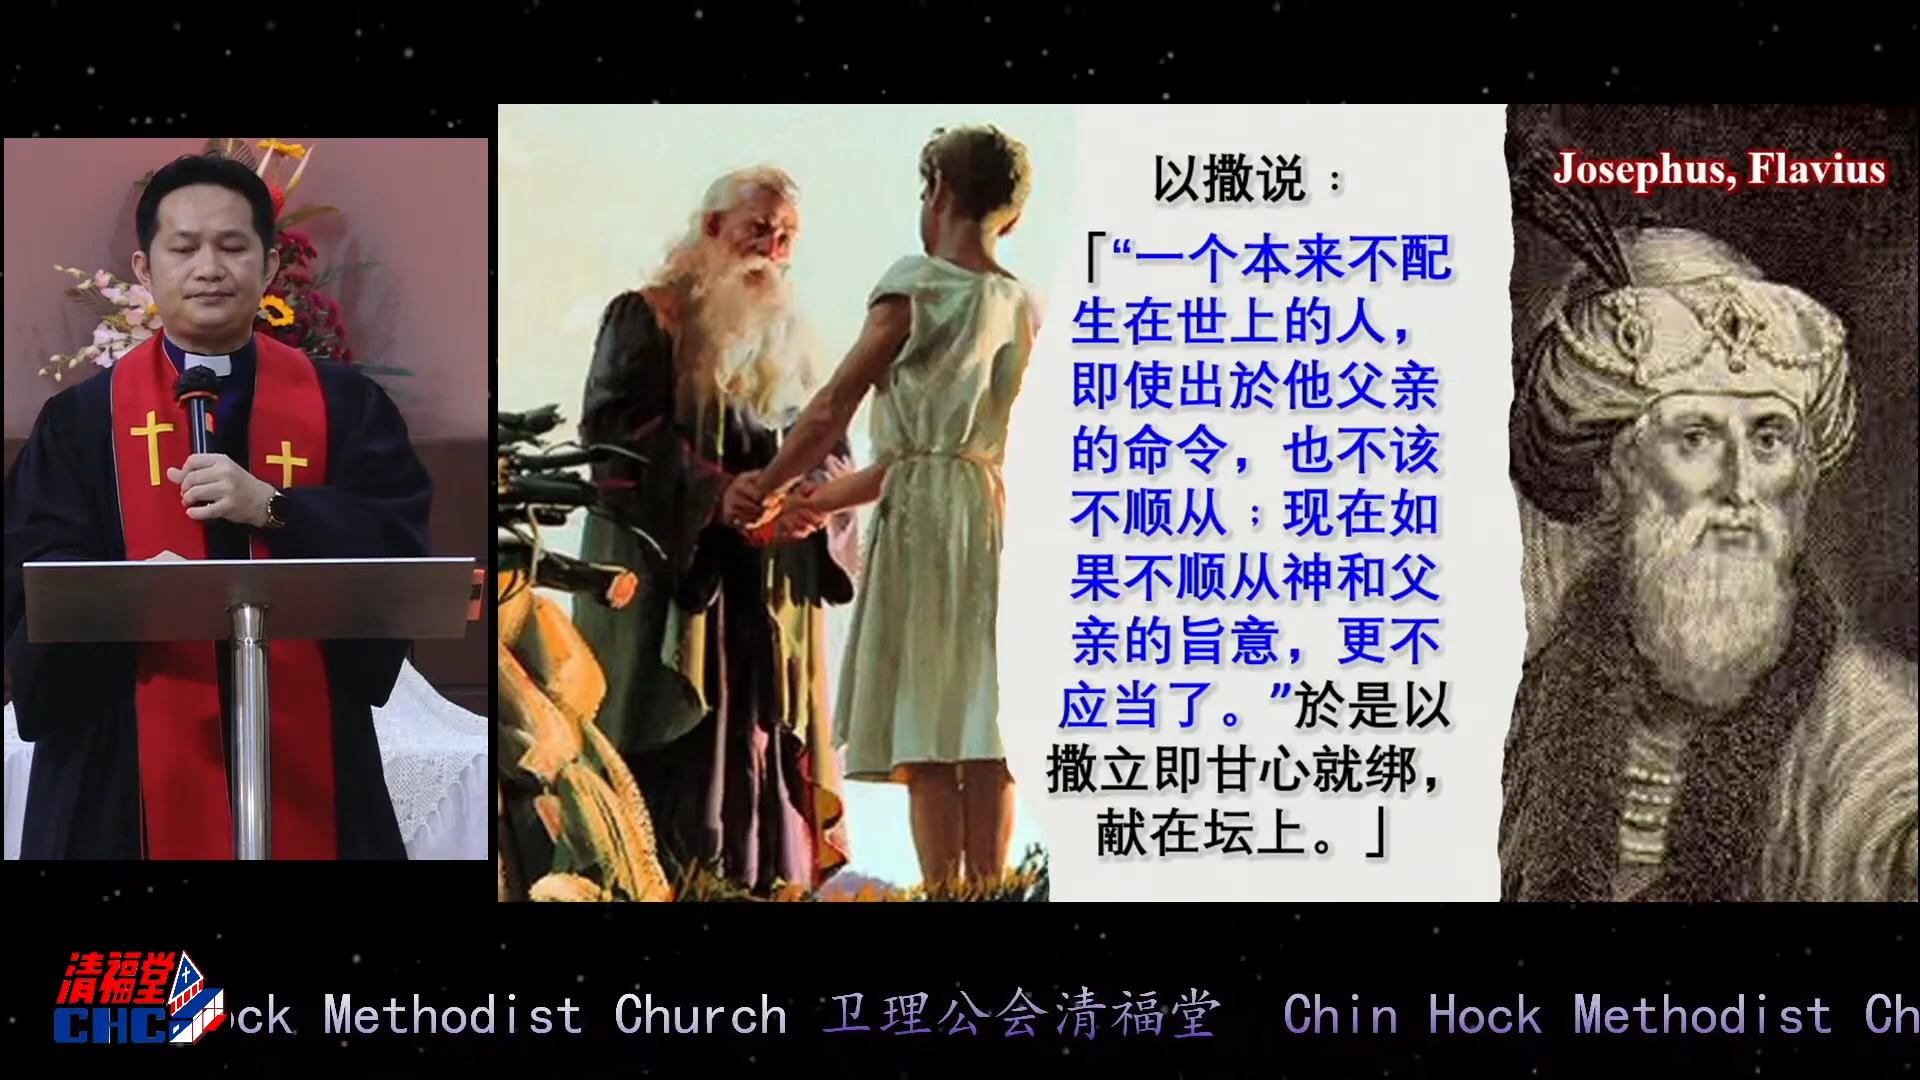 以撒说：
「“一个本来不配
生在世上的人，
即使出於他父亲
的命令，也不该
不顺从；现在如
果不顺从神和父
亲的旨意，更不
应当了。”於是以
撒立即甘心就绑，
献在坛上。」
Josephus, Flavius
清福堂
CHC
ock Methodist Church 卫理公会清福堂 Chin Hock Methodist Ch